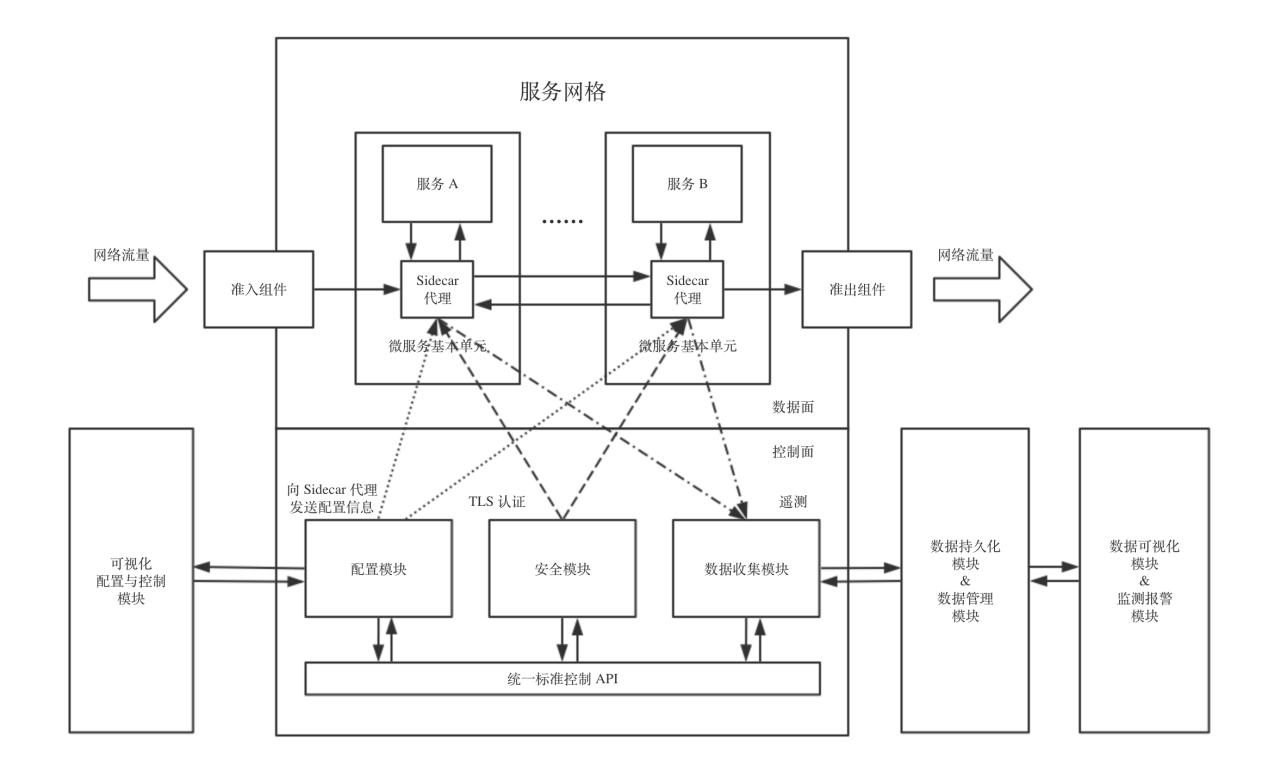 服务网格
服务 A
服务 B
......
网络流量
网络流量
准入组件
Sidecar
代理
Sidecar
代理
准出组件
微服务基本单元
微服务基本单元
数据面
控制面
向 Sidecar 代理
发送配置信息
TLS 认证
遥测
可视化
配置与控制
模块
配置模块
安全模块
数据收集模块
数据持久化
模块
&
数据管理
模块
数据可视化
模块
&
监测报警
模块
统一标准控制 API